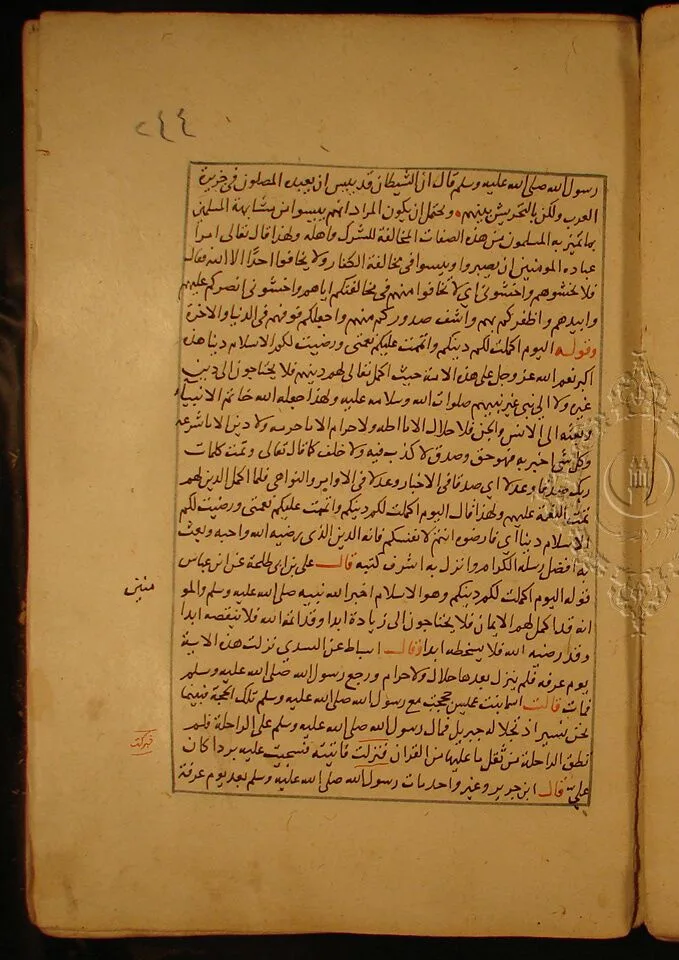 ٢٤٤
رسول الله صلى الله عليه وسلم قال ان الشيطان قد يئس ان يعبده المصلون في جزيرة
العرب ولكن بالتحريش بينهم ويحتمل ان يكون المراد انهم يئسوا من مشابهة المسلمين
بما تميز به المسلمون من هذه الصفات المخالفة للشرك واهله ولهذا قال تعالى امرا
عباده المومنين ان يصبروا ويثبتوا في مخالفة الكفار ولا يخافوا احدا الا الله فقال
فلا تخشوهم واخشوني اي لا تخافوا منهم في مخالفتكم اياهم واخشوني انصركم عليهم
وابيدهم واظفركم بهم واشف صدوركم منهم واجعلكم فوقهم في الدنيا والاخرة
وقوله اليوم اكملت لكم دينكم واتممت عليكم نعمتي ورضيت لكم الاسلام دينا هذه
اكبر نعم الله عز وجل على هذه الامة حيث اكمل تعالى لهم دينهم فلا يحتاجون الى دين
غيره ولا الى نبي غير نبيهم صلوات الله وسلامه عليه ولهذا جعله الله خاتم الانبياء
وبعثه الى الانس والجن فلا حلال الا ما احله ولا حرام الا ما حرمه ولا دين الا ما شرعه
وكل شي اخبر به فهو حق وصدق لا كذب فيه ولا خلف كما قال تعالى وتمت كلمات
ربك صدقا وعدلا اي صدقا في الاخبار وعدلا في الاوامر والنواهي فلما اكمل الدين لهم
تمت النعمة عليهم ولهذا قال اليوم اكملت لكم دينكم واتممت عليكم نعمتي ورضيت لكم
الاسلام دينا اي فارضوه انتم لانفسكم فانه الدين الذي رضيه الله واحبه وبعث
به افضل رسله الكرام وانزل به اشرف كتبه قال علي بن ابي طلحة عن ابن عباس
قوله اليوم اكملت لكم دينكم وهو الاسلام اخبر الله نبيه صلى الله عليه وسلم والمو
منين
انه قد اكمل لهم الايمان فلا يحتاجون الى زيادة ابدا وقد اتمه الله فلا ينقصه ابدا
وقد رضيه الله فلا يسخطه ابدا وقال اسباط عن السدي نزلت هذه الاية
يوم عرفة فلم ينزل بعدها حلال ولا حرام ورجع رسول الله صلى الله عليه وسلم
فمات قالت اسما بنت عميس حججت مع رسول الله صلى الله عليه وسلم تلك الحجة فبينما
نحن نسير اذ تجلا له جبريل فمال رسول الله صلى الله عليه وسلم على الراحلة فلم
تطق الراحلة من ثقل ما عليها من القران فنزلت فاتيته فسجيت عليه بردا كان
فبركت
علي قال ابن جرير وغير واحد مات رسول الله صلى الله عليه وسلم بعد يوم عرفة